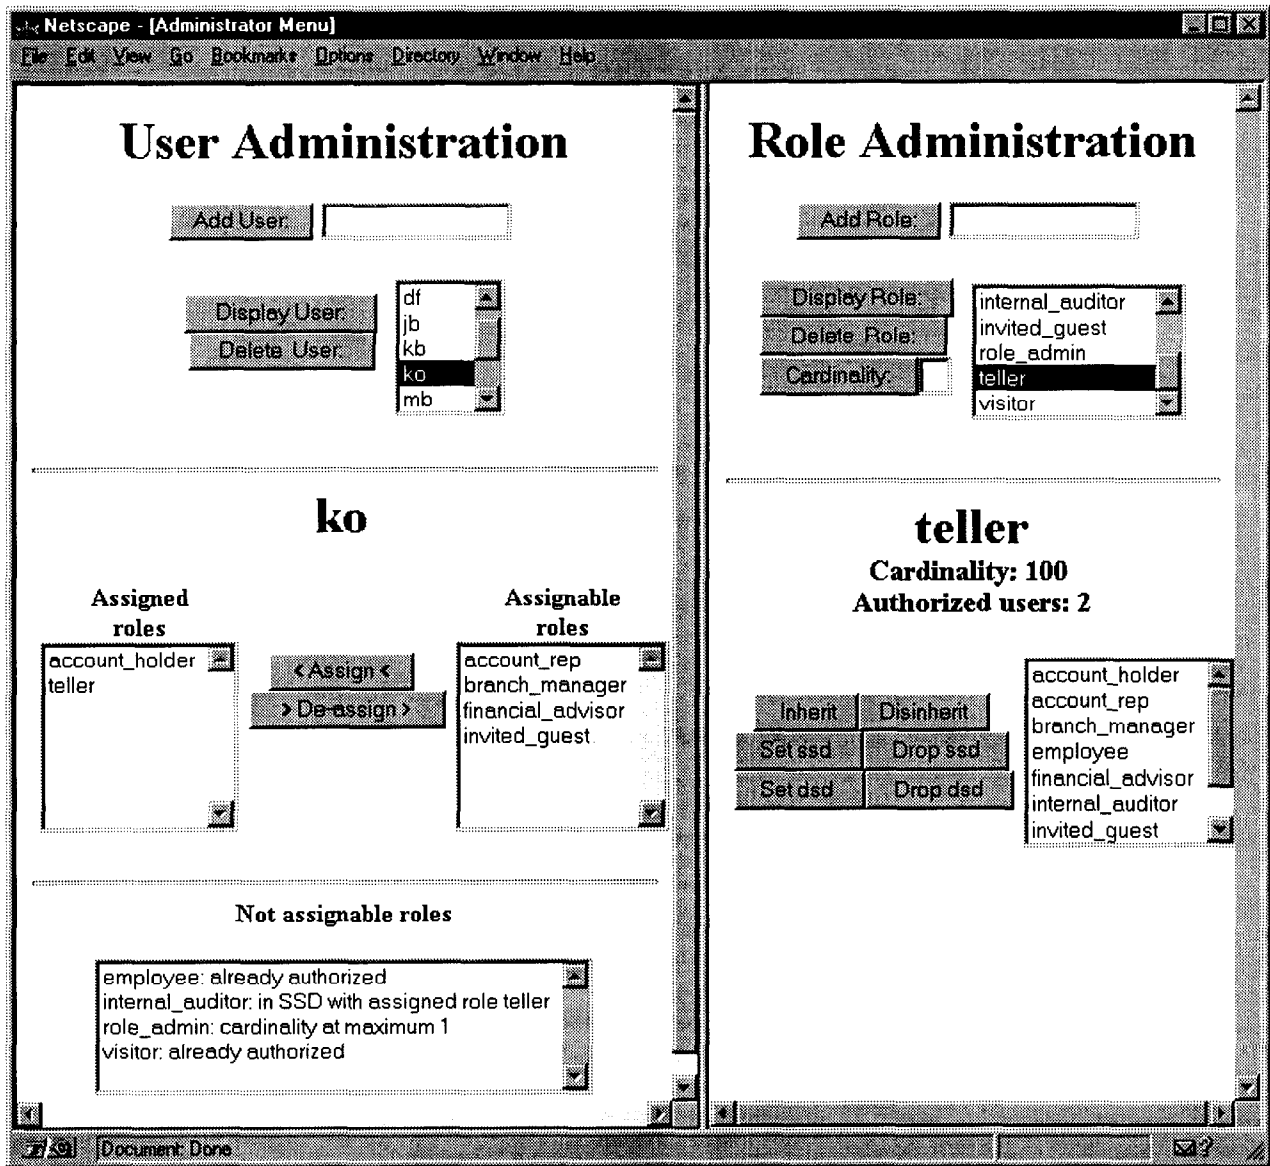 Netscape - [Administrator Menu]
File Edit View Go Bookmarks Options Directory Window Help
User Administration
Add User:
Display User:
Delete User:
df
jb
kb
ko
mb
ko
Assigned
roles
account_holder
teller
< Assign <
> De-assign >
Assignable
roles
account_rep
branch_manager
financial_advisor
invited_guest
Not assignable roles
employee: already authorized
internal_auditor: in SSD with assigned role teller
role_admin: cardinality at maximum 1
visitor: already authorized
Role Administration
Add Role:
Display Role:
Delete Role:
Cardinality:
internal_auditor
invited_guest
role_admin
teller
visitor
teller
Cardinality: 100
Authorized users: 2
Inherit Disinherit
Set ssd Drop ssd
Set dsd Drop dsd
account_holder
account_rep
branch_manager
employee
financial_advisor
internal_auditor
invited_guest
Document: Done